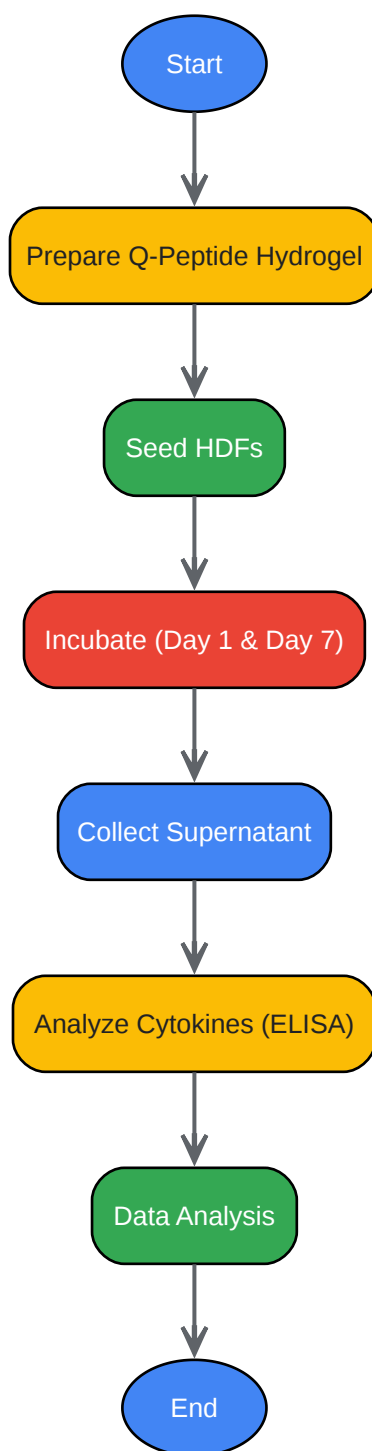 Start
Prepare Q-Peptide Hydrogel
Seed HDFs
Incubate (Day 1 & Day 7)
Collect Supernatant
Analyze Cytokines (ELISA)
Data Analysis
End